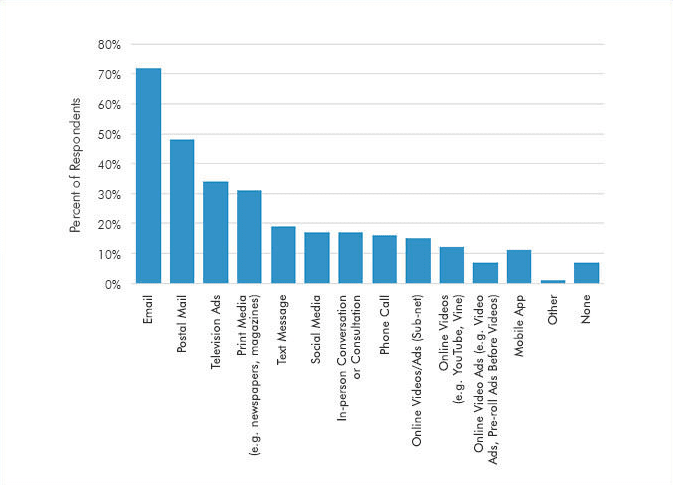 80%
70%
60%
50%
40%
30%
20%
10%
0%
Percent of Respondents
Email
Postal Mail
Television Ads
Print Media
(e.g. newspapers, magazines)
Text Message
Social Media
In-person Conversation
or Consultation
Phone Call
Online Videos/Ads (Sub-net)
Online Videos
(e.g. YouTube, Vine)
Online Video Ads (e.g. Video
Ads, Pre-roll Ads Before Videos)
Mobile App
Other
None